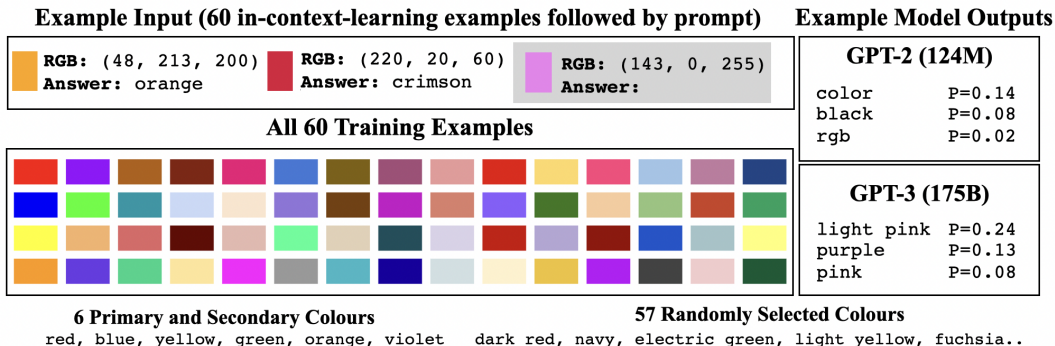 Example Input (60 in-context-learning examples followed by prompt)
RGB: (48, 213, 200)
Answer: orange
RGB: (220, 20, 60)
Answer: crimson
RGB: (143, 0, 255)
Answer:
All 60 Training Examples
6 Primary and Secondary Colours
red, blue, yellow, green, orange, violet
57 Randomly Selected Colours
dark red, navy, electric green, light yellow, fuchsia..
Example Model Outputs
GPT-2 (124M)
color P=0.14
black P=0.08
rgb P=0.02
GPT-3 (175B)
light pink P=0.24
purple P=0.13
pink P=0.08